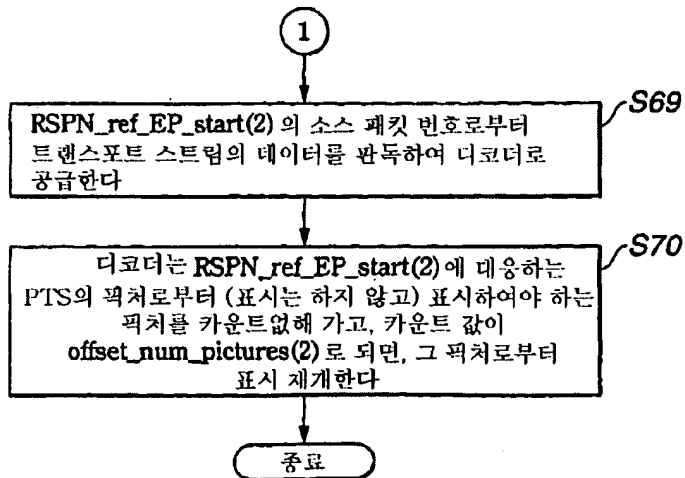 1
S69
RSPN_ref_EP_start(2) 의 소스 패킷 번호로부터
트랜스포트 스트림의 데이터를 판독하여 디코더로
공급한다
S70
디코더는 RSPN_ref_EP_start(2) 에 대응하는
PTS의 픽처로부터 (표시는 하지 않고) 표시하여야 하는
픽처를 카운트없해 가고, 카운트 값이
offset_num_pictures(2) 로 되면, 그 픽처로부터
표시 재개한다
종료